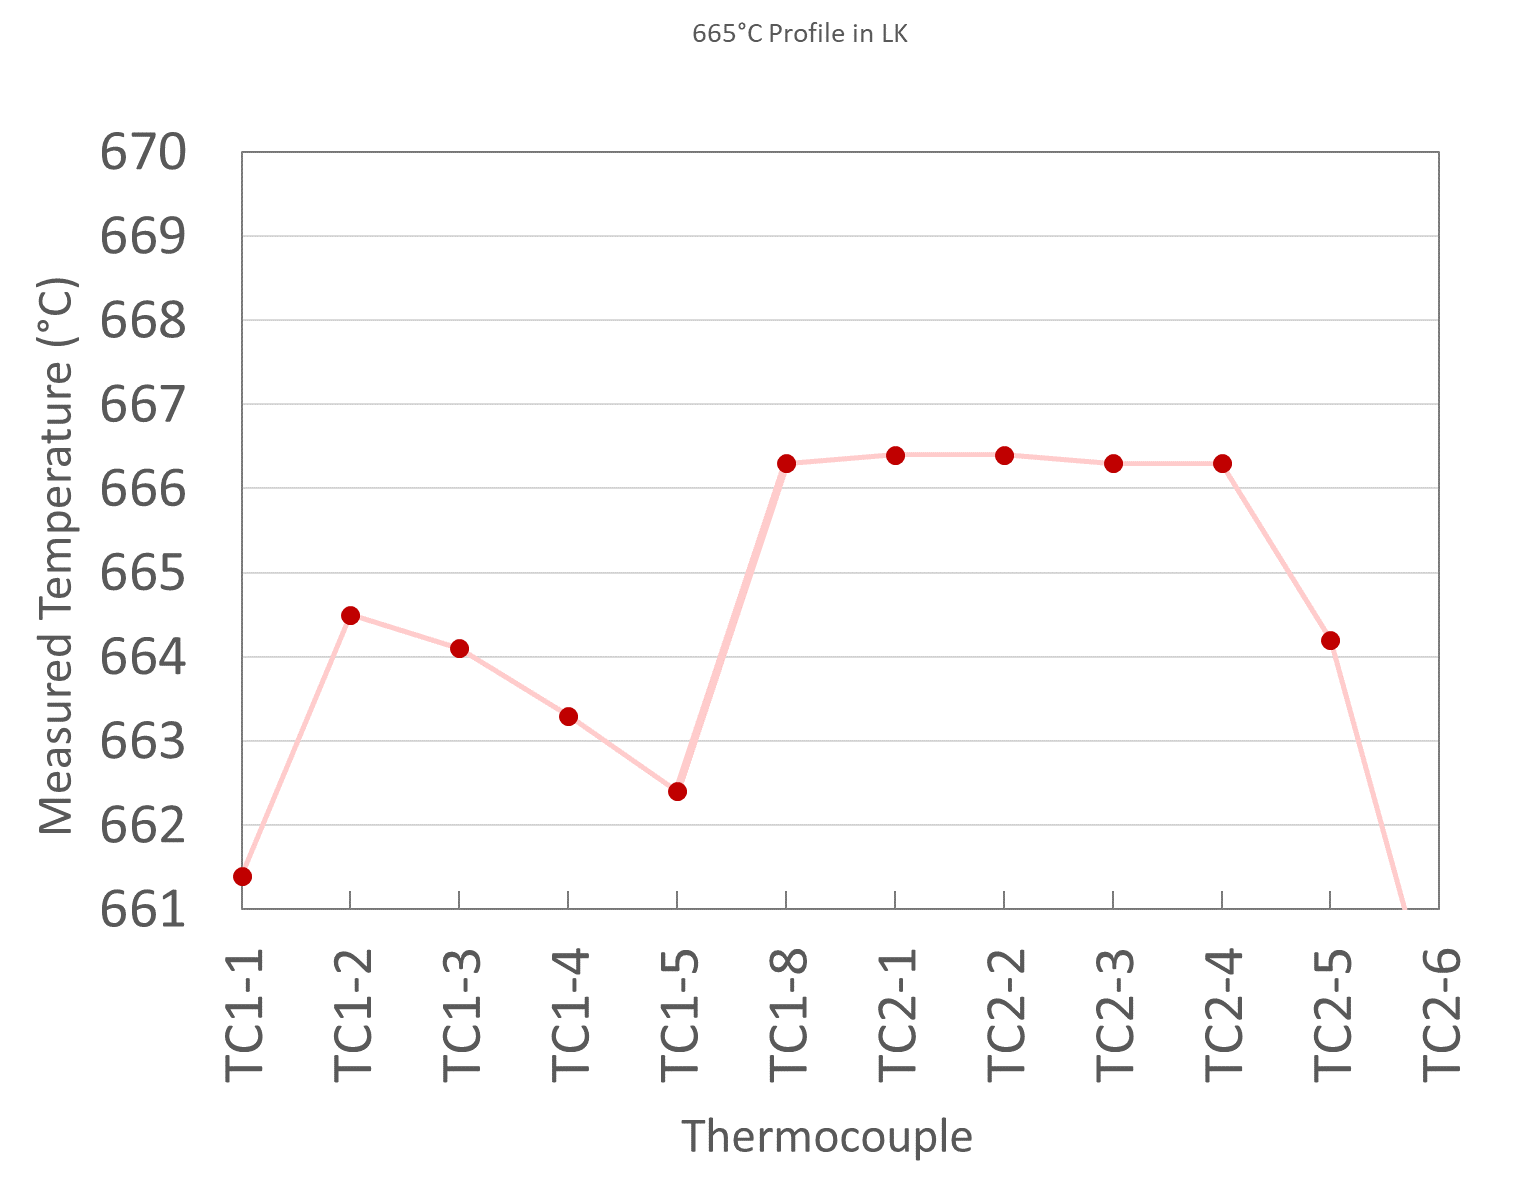 665°C Profile in LK
670
669
668
667
666
665
664
663
662
661
Measured Temperature (°C)
TC1-1
TC1-2
TC1-3
TC1-4
TC1-5
TC1-8
TC2-1
TC2-2
TC2-3
TC2-4
TC2-5
TC2-6
Thermocouple